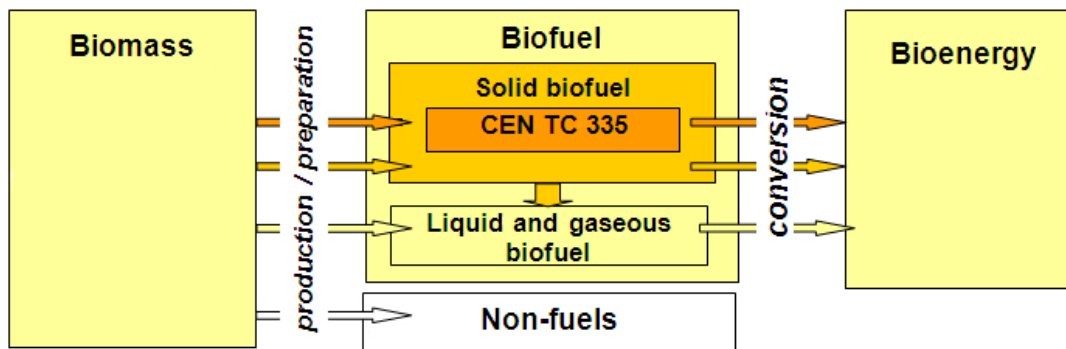 Biomass
production / preparation
Biofuel
Solid biofuel
CEN TC 335
Liquid and gaseous
biofuel
Non-fuels
conversion
Bioenergy